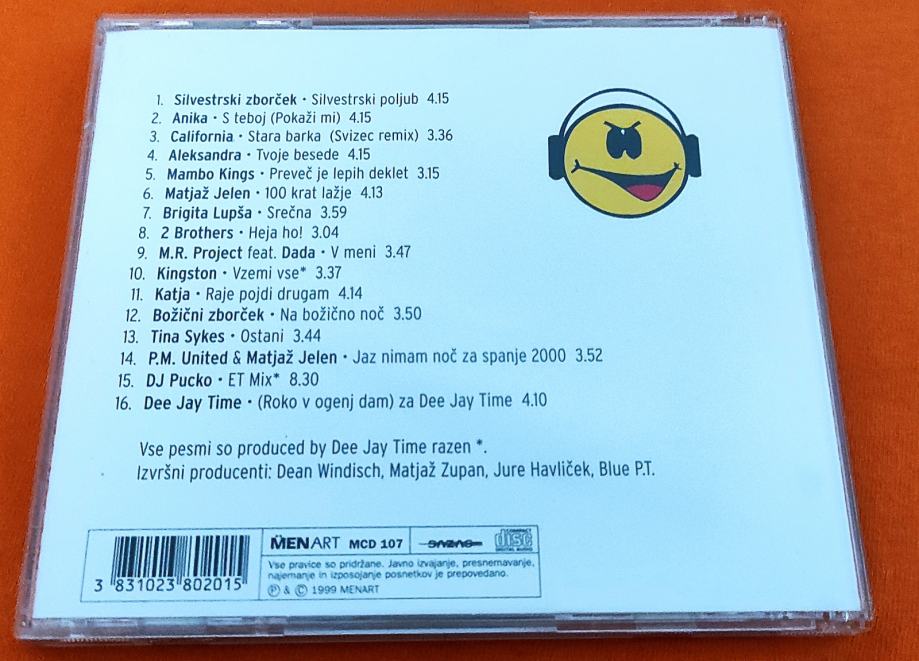 1. Silvestrski zborček · Silvestrski poljub 4.15
2. Anika · S teboj (Pokaži mi) 4.15
3. California · Stara barka (Svizec remix) 3.36
4. Aleksandra · Tvoje besede 4.15
5. Mambo Kings · Preveč je lepih deklet 3.15
6. Matjaž Jelen · 100 krat lažje 4.13
7. Brigita Lupša · Srečna 3.59
8. 2 Brothers · Heja ho! 3.04
9. M.R. Project feat. Dada · V meni 3.47
10. Kingston · Vzemi vse* 3.37
11. Katja · Raje pojdi drugam 4.14
12. Božični zborček · Na božično noč 3.50
13. Tina Sykes · Ostani 3.44
14. P.M. United & Matjaž Jelen · Jaz nimam noč za spanje 2000 3.52
15. DJ Pucko · ET Mix* 8.30
16. Dee Jay Time · (Roko v ogenj dam) za Dee Jay Time 4.10
Vse pesmi so produced by Dee Jay Time razen *.
Izvršni producenti: Dean Windisch, Matjaž Zupan, Jure Havliček, Blue P.T.
MENART MCD 107 SAZAS COMPACT disc DIGITAL AUDIO
Vse pravice so pridržane. Javno izvajanje, presnemavanje,
najemanje in izposojanje posnetkov je prepovedano.
Ⓟ & © 1999 MENART
3 831023 802015